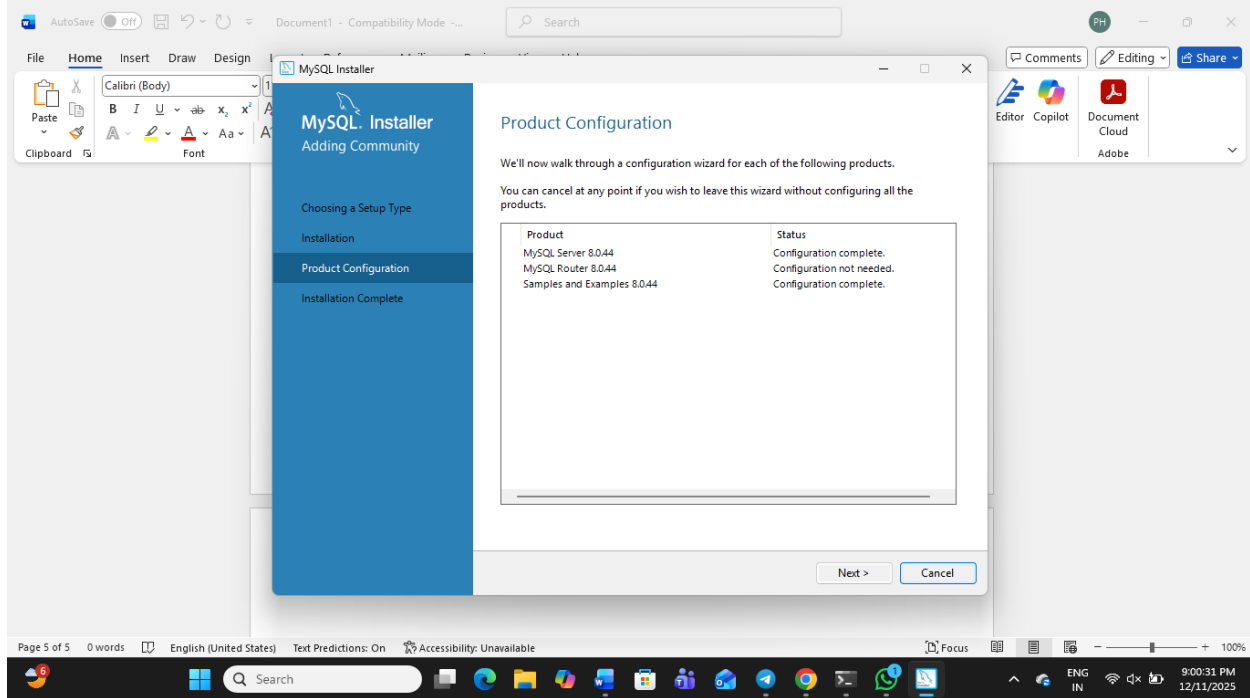 AutoSave Off Document1 - Compatibility Mode -... Search PH
File Home Insert Draw Design Comments Editing Share
MySQL Installer
Calibri (Body)
Paste B I U ab x₂ x² A
A A Aa A Editor Copilot Document Cloud
Clipboard Font Adobe
MySQL. Installer
Adding Community
Choosing a Setup Type
Installation
Product Configuration
Installation Complete
Product Configuration
We'll now walk through a configuration wizard for each of the following products.
You can cancel at any point if you wish to leave this wizard without configuring all the
products.
Product Status
MySQL Server 8.0.44 Configuration complete.
MySQL Router 8.0.44 Configuration not needed.
Samples and Examples 8.0.44 Configuration complete.
Next > Cancel
Page 5 of 5 0 words English (United States) Text Predictions: On Accessibility: Unavailable Focus 100%
6 Search 1 ENG 9:00:31 PM
IN 12/11/2025